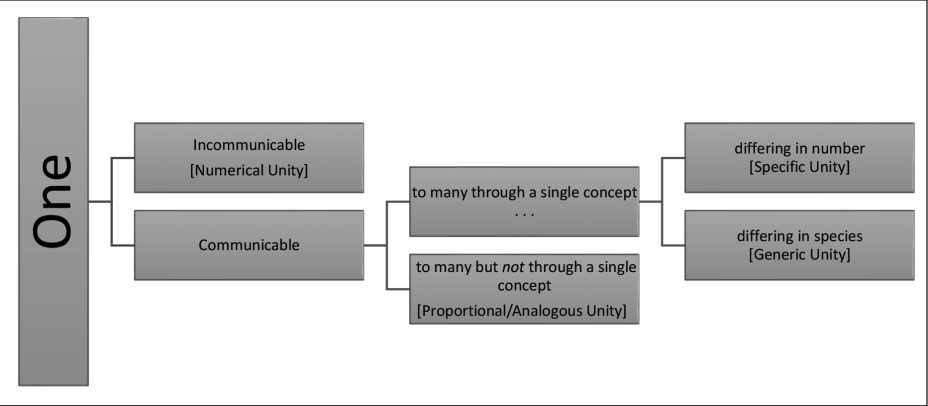 One
Incommunicable
[Numerical Unity]
Communicable
to many through a single concept
. . .
to many but not through a single
concept
[Proportional/Analogous Unity]
differing in number
[Specific Unity]
differing in species
[Generic Unity]